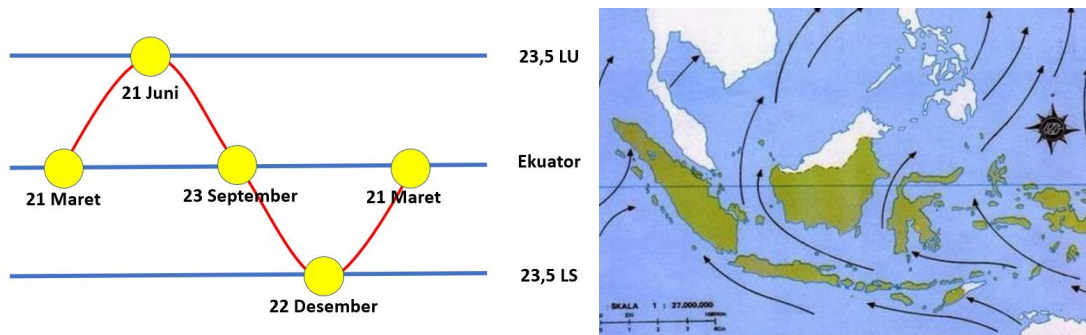 23,5 LU
21 Juni
Ekuator
21 Maret
23 September
21 Maret
23,5 LS
22 Desember
SKALA 1 : 27.000.000